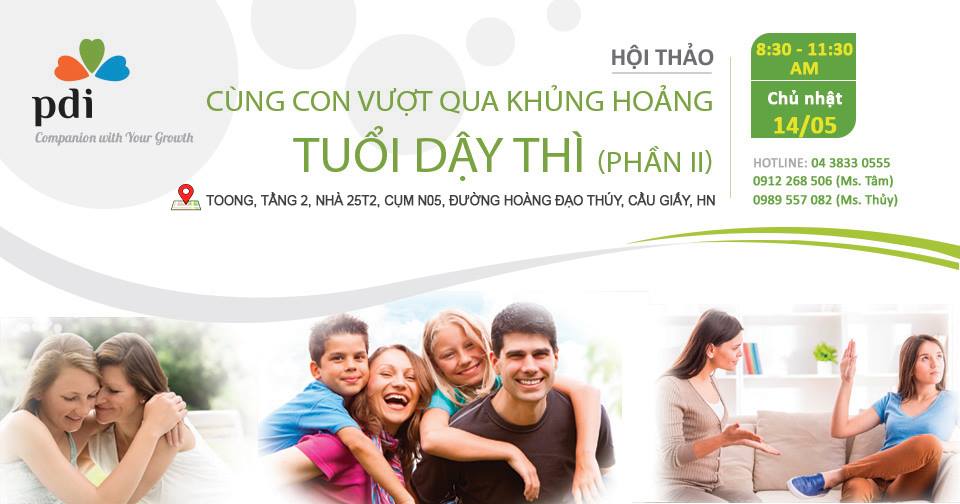 pdi
Companion with Your Growth
HỘI THẢO
CÙNG CON VƯỢT QUA KHỦNG HOẢNG
TUỔI DẬY THÌ (PHẦN II)
TOONG, TẦNG 2, NHÀ 25T2, CỤM N05, ĐƯỜNG HOÀNG ĐẠO THÚY, CẦU GIẤY, HN
8:30 - 11:30
AM
Chủ nhật
14/05
HOTLINE: 04 3833 0555
0912 268 506 (Ms. Tâm)
0989 557 082 (Ms. Thủy)